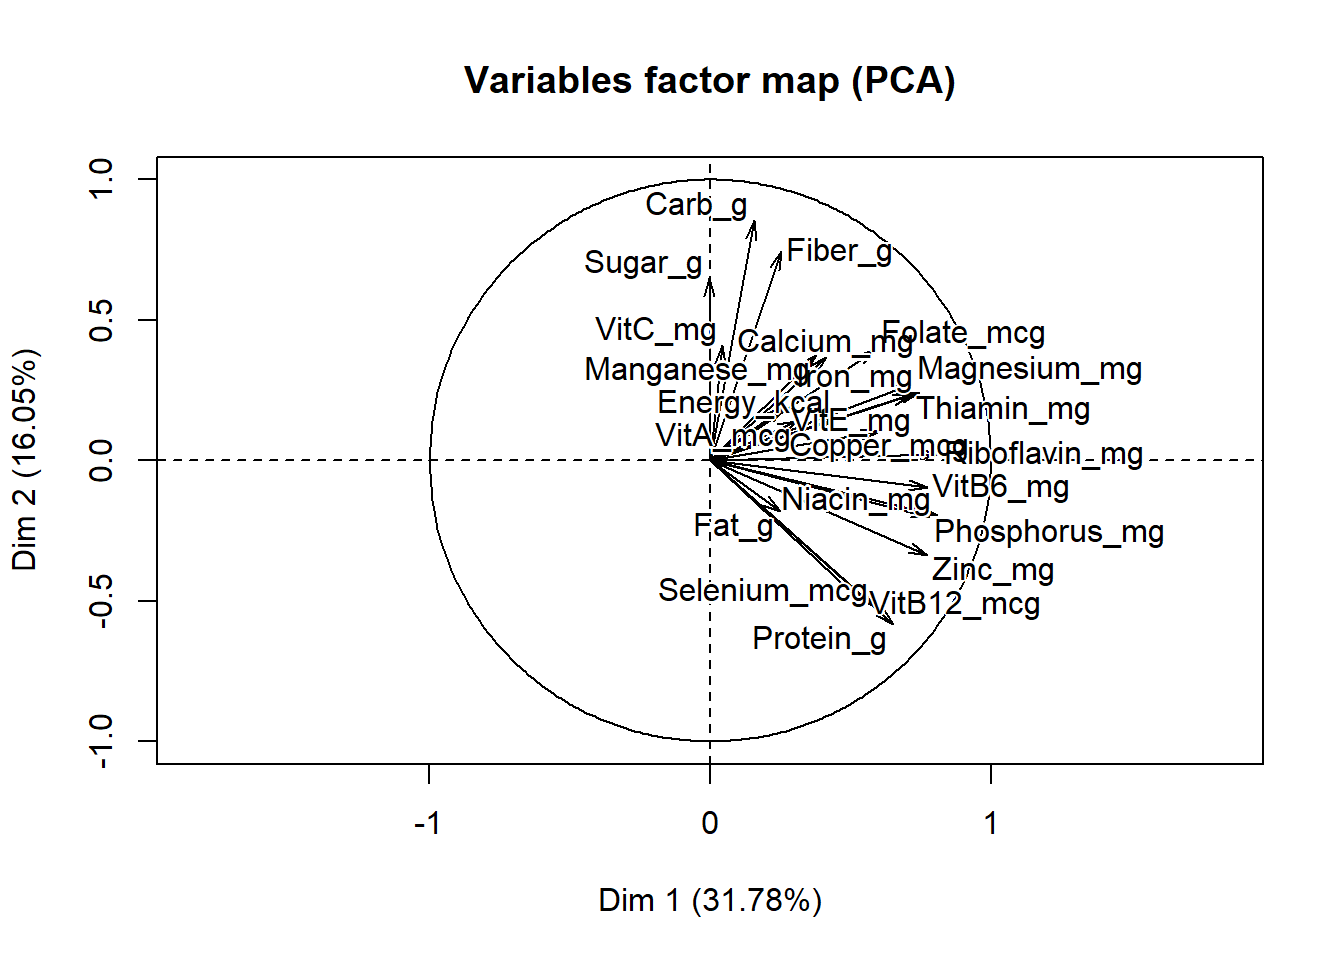 Variables factor map (PCA)
1.0
0.5
0.0
-0.5
-1.0
Dim 2 (16.05%)
Carb_g
Fiber_g
Sugar_g
VitC_mg
Folate_mcg
Calcium_mg
Manganese_mg
Iron_mg
Magnesium_mg
Energy_kcal
Thiamin_mg
VitE_mg
VitA_mcg
Copper_mcg
Riboflavin_mg
VitB6_mg
Niacin_mg
Fat_g
Phosphorus_mg
Zinc_mg
Selenium_mcg
VitB12_mcg
Protein_g
-1
0
1
Dim 1 (31.78%)